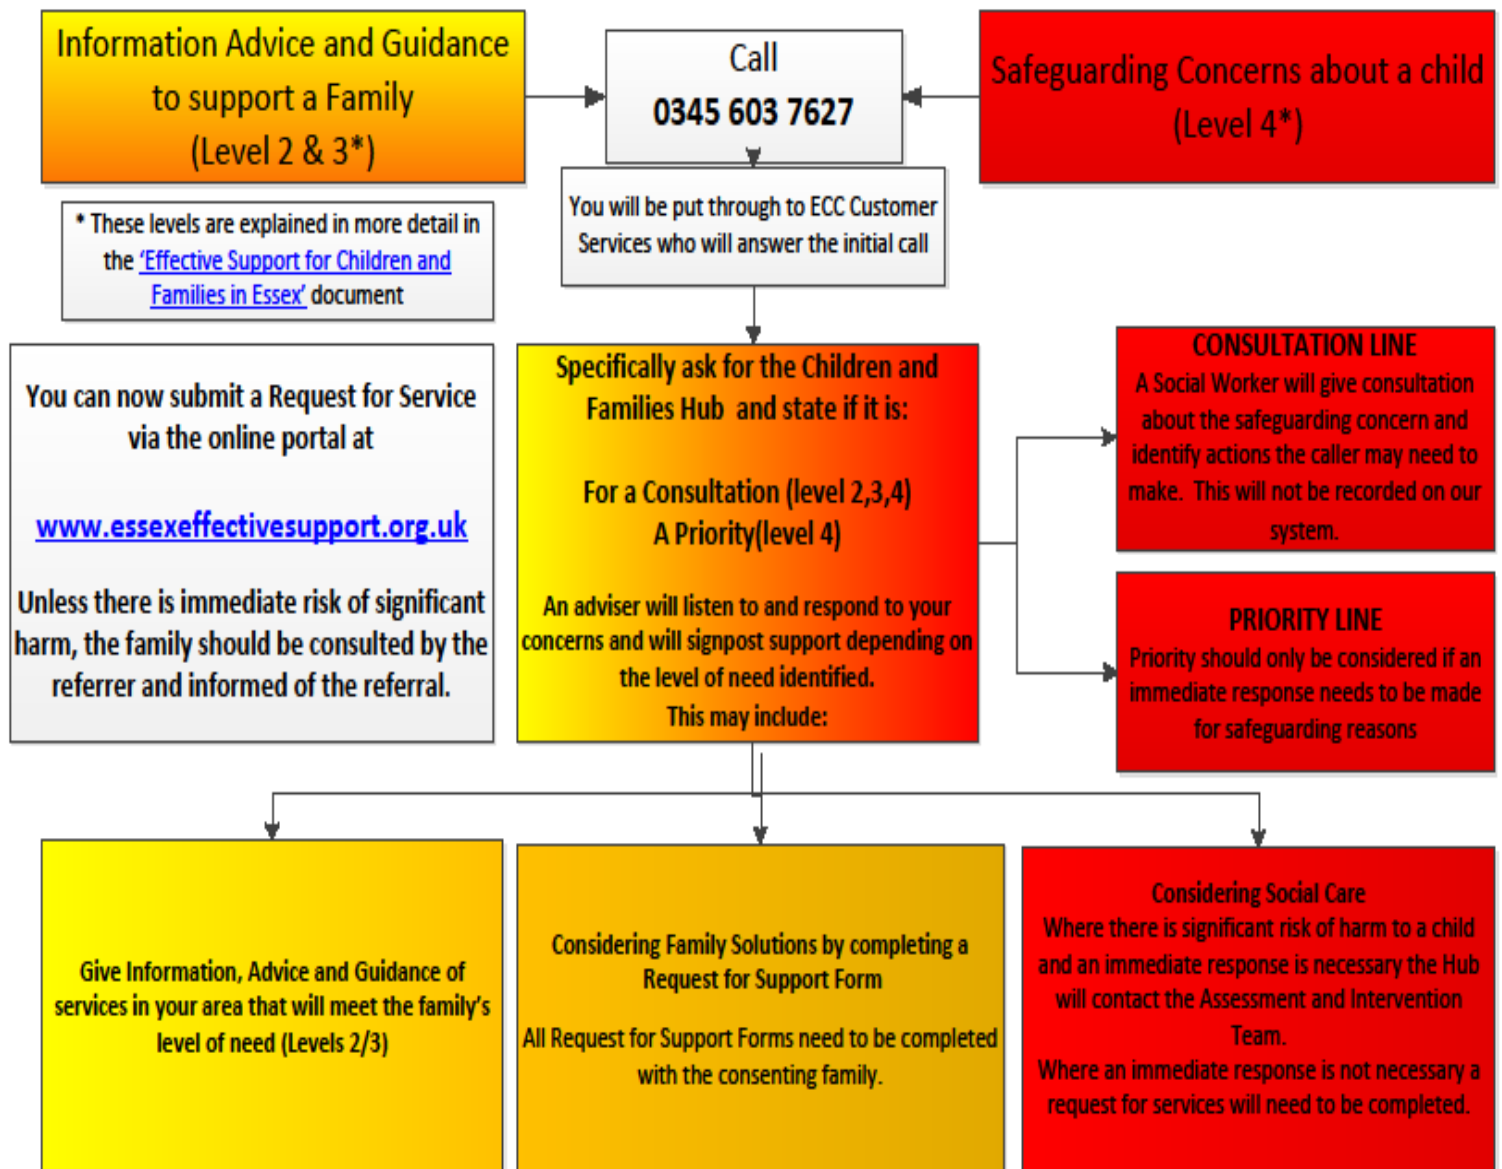 Information Advice and Guidance
to support a Family
(Level 2 & 3*)
Call
0345 603 7627
Safeguarding Concerns about a child
(Level 4*)
* These levels are explained in more detail in
the ‘Effective Support for Children and
Families in Essex’ document
You will be put through to ECC Customer
Services who will answer the initial call
You can now submit a Request for Service
via the online portal at
www.essexeffectivesupport.org.uk
Unless there is immediate risk of significant
harm, the family should be consulted by the
referrer and informed of the referral.
Specifically ask for the Children and
Families Hub and state if it is:
For a Consultation (level 2,3,4)
A Priority(level 4)
An adviser will listen to and respond to your
concerns and will signpost support depending on
the level of need identified.
This may include:
CONSULTATION LINE
A Social Worker will give consultation
about the safeguarding concern and
identify actions the caller may need to
make. This will not be recorded on our
system.
PRIORITY LINE
Priority should only be considered if an
immediate response needs to be made
for safeguarding reasons
Give Information, Advice and Guidance of
services in your area that will meet the family’s
level of need (Levels 2/3)
Considering Family Solutions by completing a
Request for Support Form
All Request for Support Forms need to be completed
with the consenting family.
Considering Social Care
Where there is significant risk of harm to a child
and an immediate response is necessary the Hub
will contact the Assessment and Intervention
Team.
Where an immediate response is not necessary a
request for services will need to be completed.